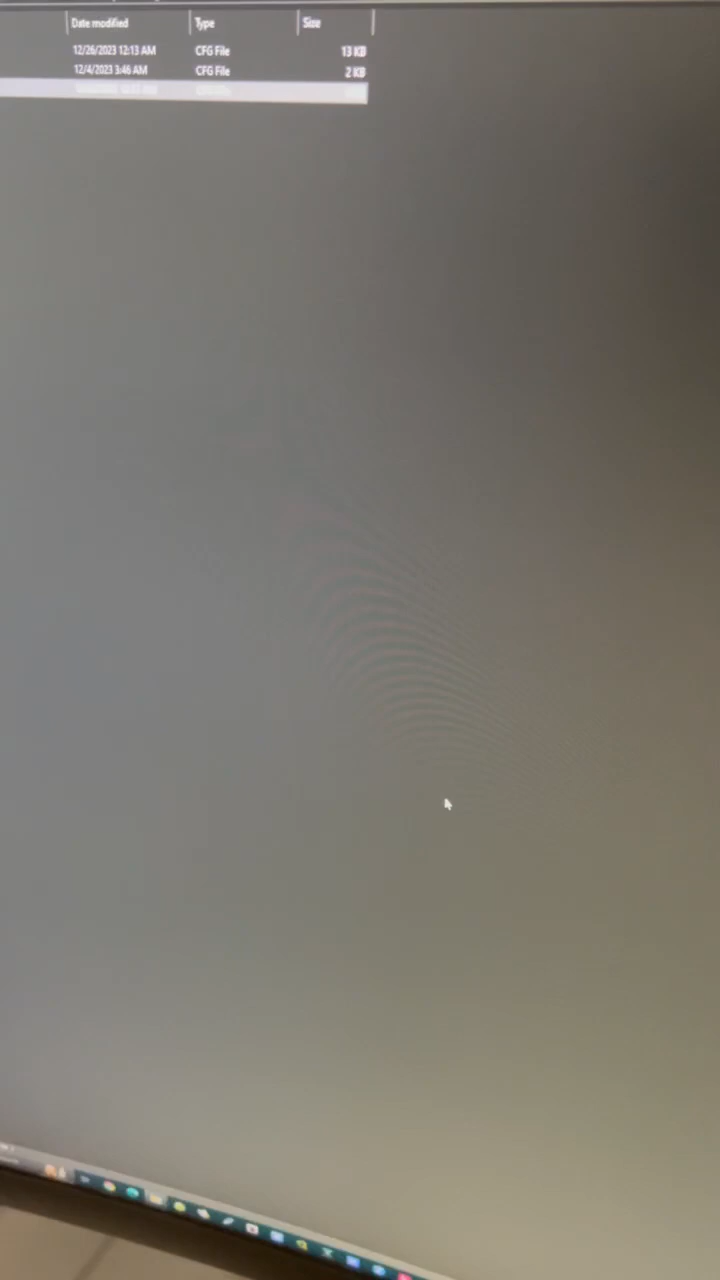 Date modified Type Size
12/26/2023 12:13 AM CFG File 13 KB
12/4/2023 3:46 AM CFG File 2 KB